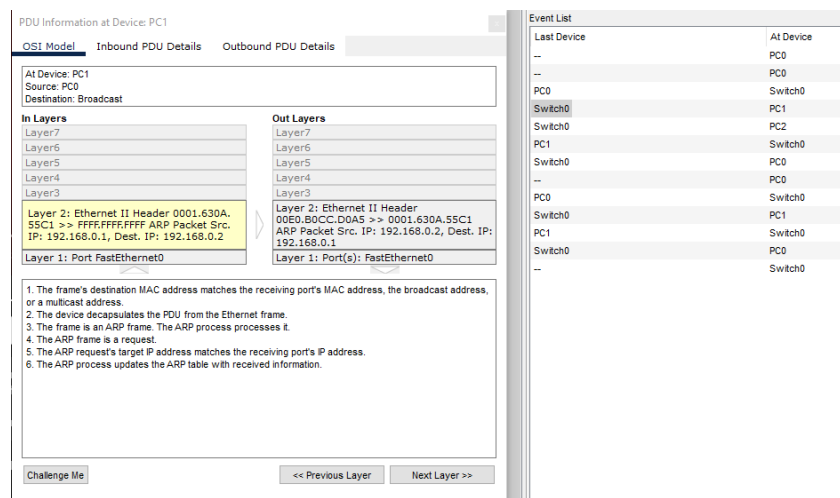 PDU Information at Device: PC1
OSI Model Inbound PDU Details Outbound PDU Details
At Device: PC1
Source: PC0
Destination: Broadcast
In Layers
Layer7
Layer6
Layer5
Layer4
Layer3
Layer 2: Ethernet II Header 0001.630A.
55C1 >> FFFF.FFFF.FFFF ARP Packet Src.
IP: 192.168.0.1, Dest. IP: 192.168.0.2
Layer 1: Port FastEthernet0
Out Layers
Layer7
Layer6
Layer5
Layer4
Layer3
Layer 2: Ethernet II Header
00E0.B0CC.D0A5 >> 0001.630A.55C1
ARP Packet Src. IP: 192.168.0.2, Dest. IP:
192.168.0.1
Layer 1: Port(s): FastEthernet0
1. The frame's destination MAC address matches the receiving port's MAC address, the broadcast address,
or a multicast address.
2. The device decapsulates the PDU from the Ethernet frame.
3. The frame is an ARP frame. The ARP process processes it.
4. The ARP frame is a request.
5. The ARP request's target IP address matches the receiving port's IP address.
6. The ARP process updates the ARP table with received information.
Challenge Me << Previous Layer Next Layer >>
Event List
Last Device At Device
-- PC0
-- PC0
PC0 Switch0
Switch0 PC1
Switch0 PC2
PC1 Switch0
Switch0 PC0
-- PC0
PC0 Switch0
Switch0 PC1
PC1 Switch0
Switch0 PC0
-- Switch0